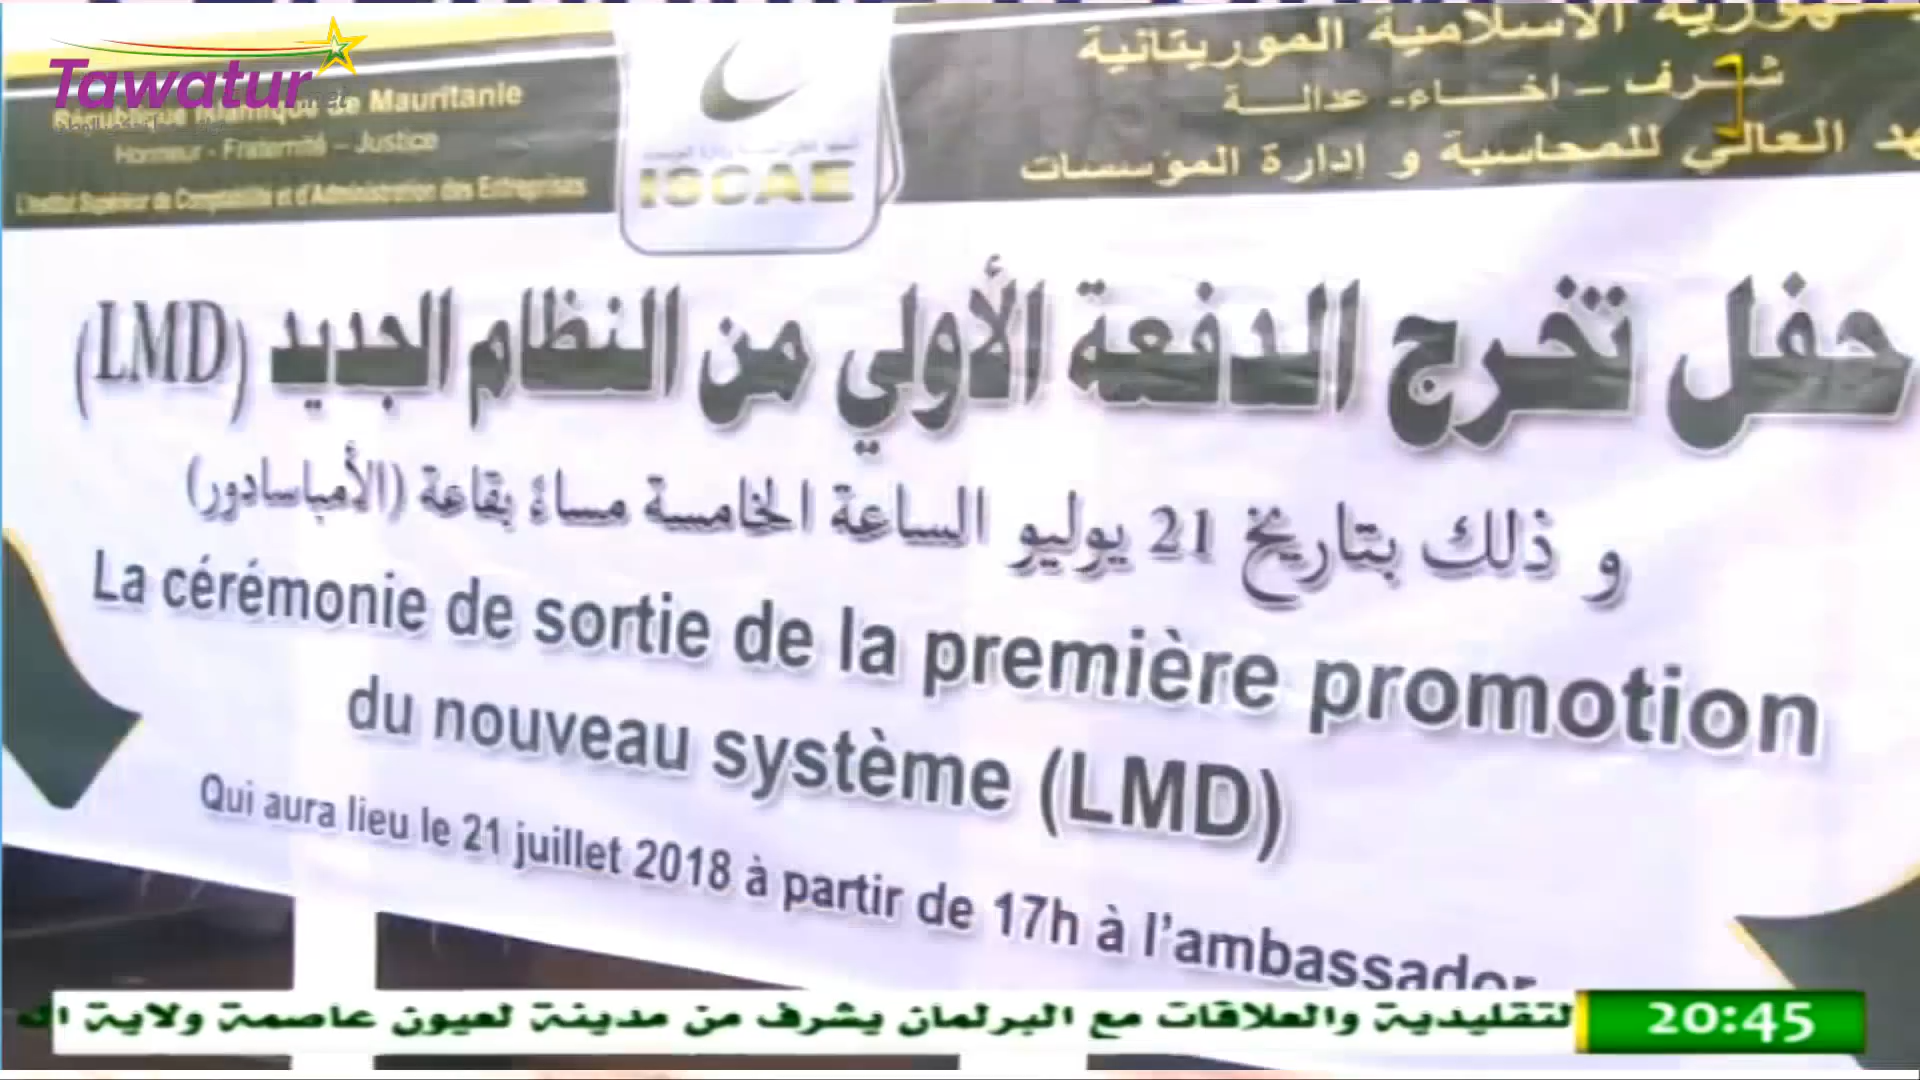 Tawatur
République Islamique de Mauritanie
Honneur - Fraternité - Justice
L'Institut Supérieur de Comptabilité et d'Administration des Entreprises
ISCAE
الاسلامية الموريتانية
شرف - اخاء - عدالة
العالي للمحاسبة و إدارة المؤسسات
حفل تخرج الدفعة الأولي من النظام الجديد (LMD)
و ذلك بتاريخ 21 يوليو الساعة الخامسة مساءً بقاعة (الأمباسادور)
La cérémonie de sortie de la première promotion
du nouveau système (LMD)
Qui aura lieu le 21 juillet 2018 à partir de 17h à l'ambassador
لتقليدية والعلاقات مع البرلمان يشرف من مدينة لعيون عاصمة ولاية
20:45